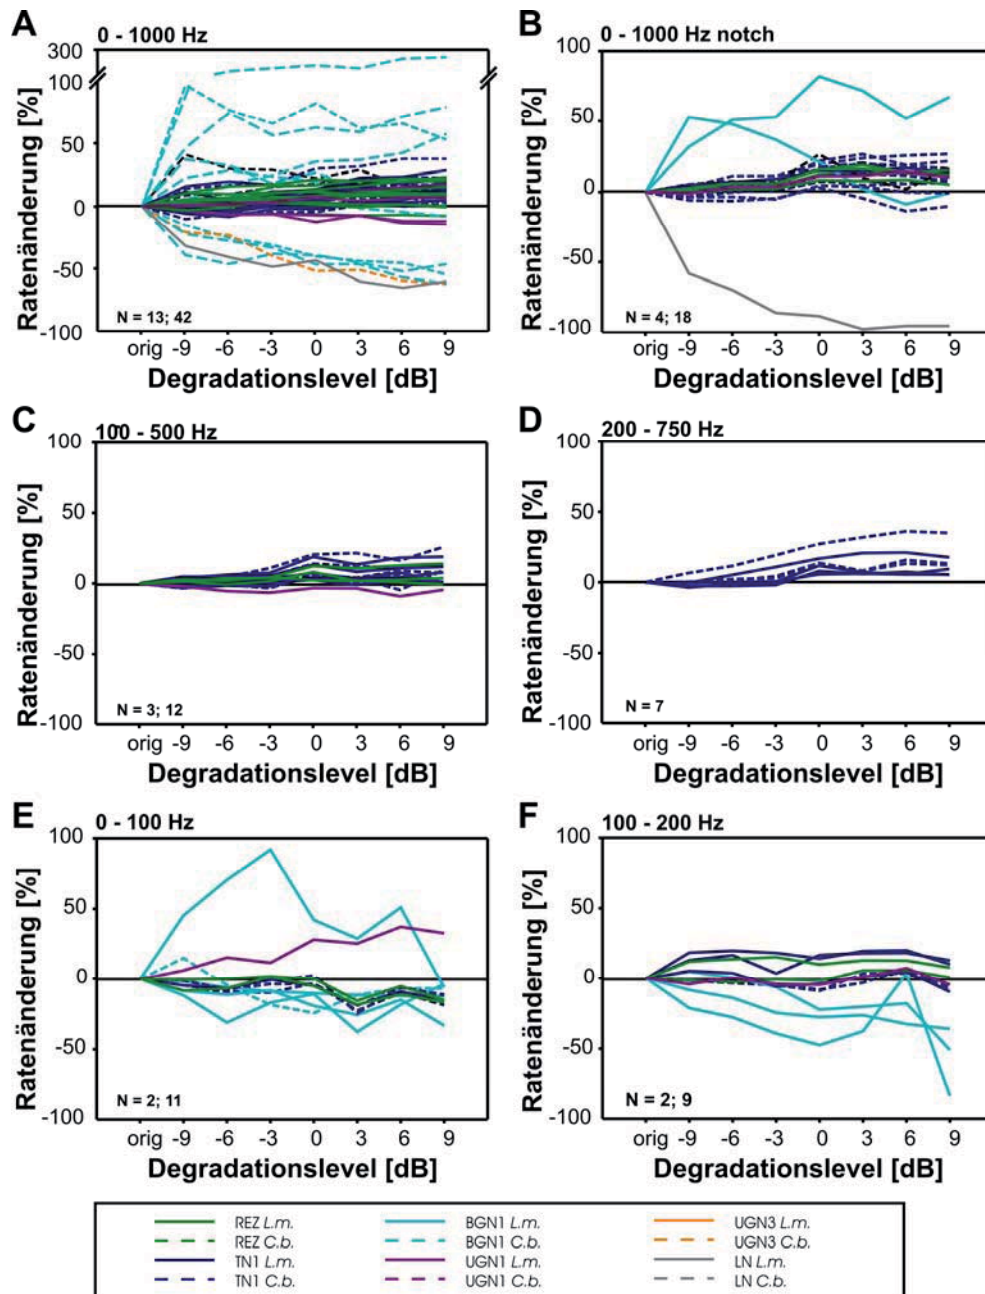 A
0 - 1000 Hz
Ratenänderung [%]
300
100
50
0
-50
-100
N = 13; 42
orig -9 -6 -3 0 3 6 9
Degradationslevel [dB]
B
0 - 1000 Hz notch
Ratenänderung [%]
100
50
0
-50
-100
N = 4; 18
orig -9 -6 -3 0 3 6 9
Degradationslevel [dB]
C
100 - 500 Hz
Ratenänderung [%]
100
50
0
-50
-100
N = 3; 12
orig -9 -6 -3 0 3 6 9
Degradationslevel [dB]
D
200 - 750 Hz
Ratenänderung [%]
100
50
0
-50
-100
N = 7
orig -9 -6 -3 0 3 6 9
Degradationslevel [dB]
E
0 - 100 Hz
Ratenänderung [%]
100
50
0
-50
-100
N = 2; 11
orig -9 -6 -3 0 3 6 9
Degradationslevel [dB]
F
100 - 200 Hz
Ratenänderung [%]
100
50
0
-50
-100
N = 2; 9
orig -9 -6 -3 0 3 6 9
Degradationslevel [dB]
REZ L.m.
REZ C.b.
TN1 L.m.
TN1 C.b.
BGN1 L.m.
BGN1 C.b.
UGN1 L.m.
UGN1 C.b.
UGN3 L.m.
UGN3 C.b.
LN L.m.
LN C.b.